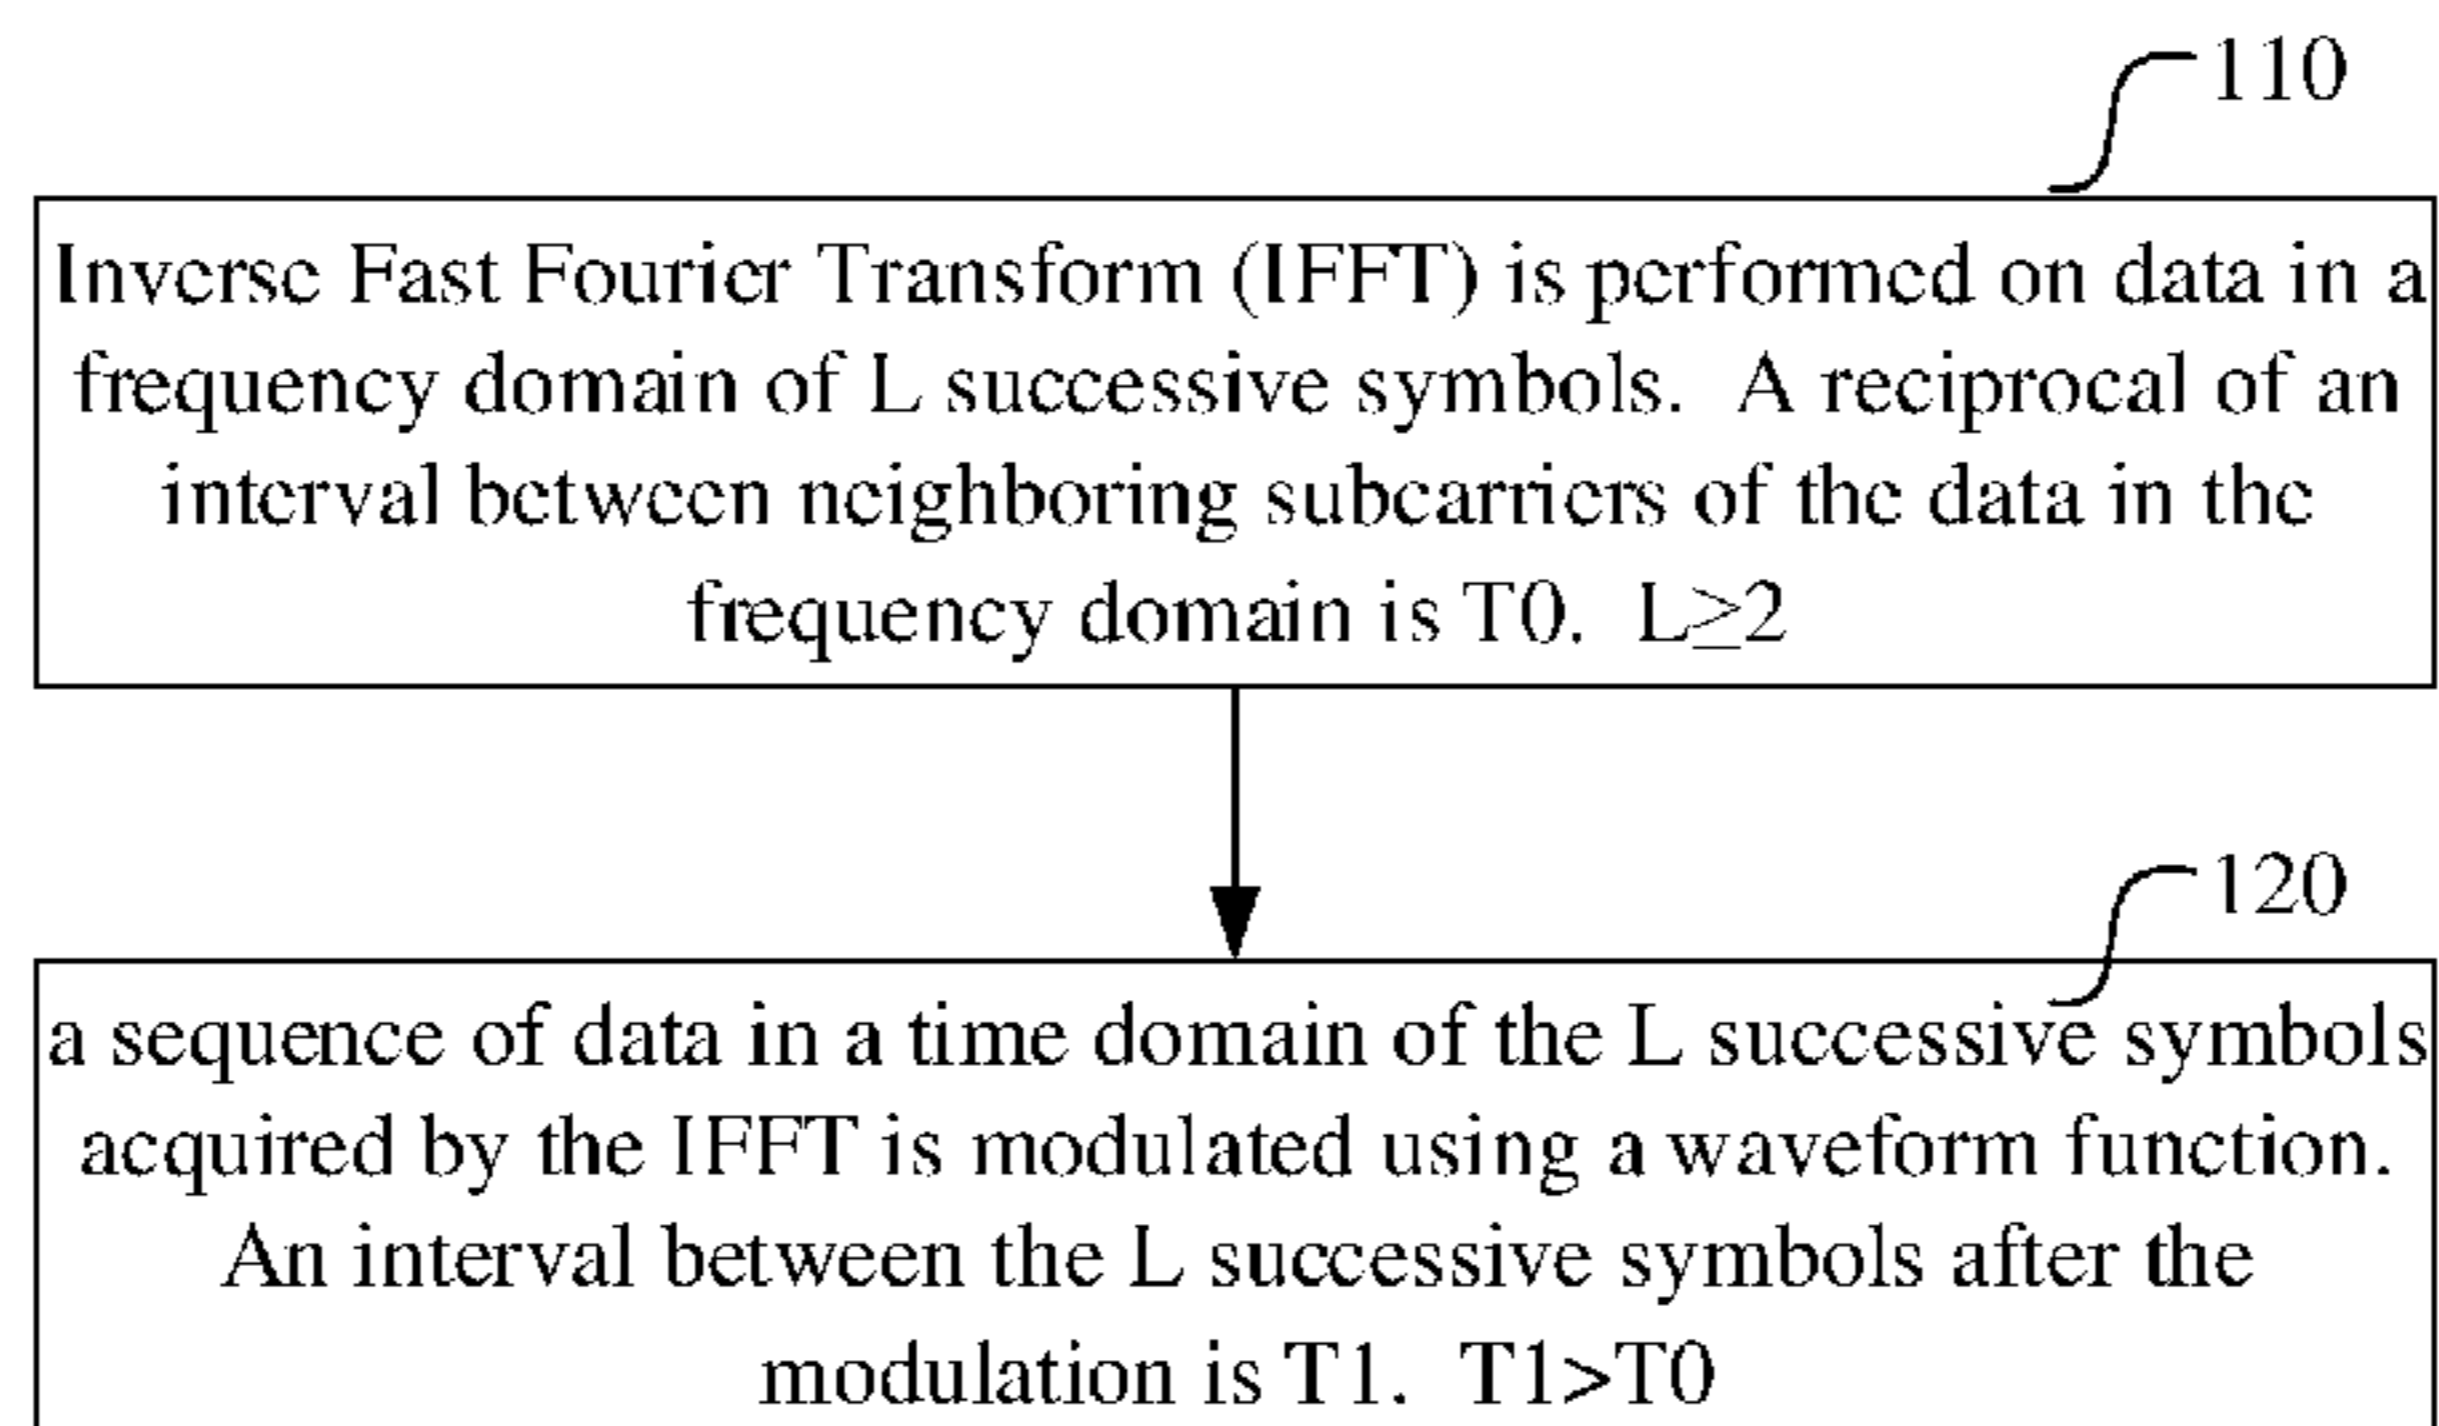 110
Inverse Fast Fourier Transform (IFFT) is performed on data in a
frequency domain of L successive symbols. A reciprocal of an
interval between neighboring subcarriers of the data in the
frequency domain is T0. L≥2
120
a sequence of data in a time domain of the L successive symbols
acquired by the IFFT is modulated using a waveform function.
An interval between the L successive symbols after the
modulation is T1. T1>T0